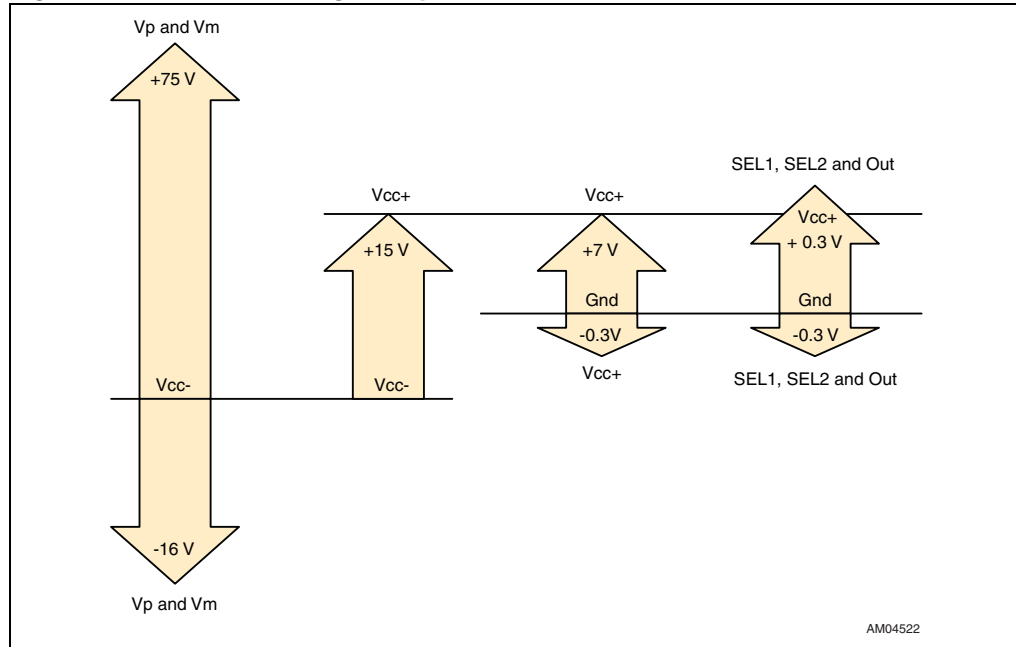 Vp and Vm
+75 V
Vcc-
-16 V
Vp and Vm
Vcc+
+15 V
Vcc-
Vcc+
+7 V
Gnd
-0.3V
Vcc+
SEL1, SEL2 and Out
Vcc+
+ 0.3 V
Gnd
-0.3 V
SEL1, SEL2 and Out
AM04522